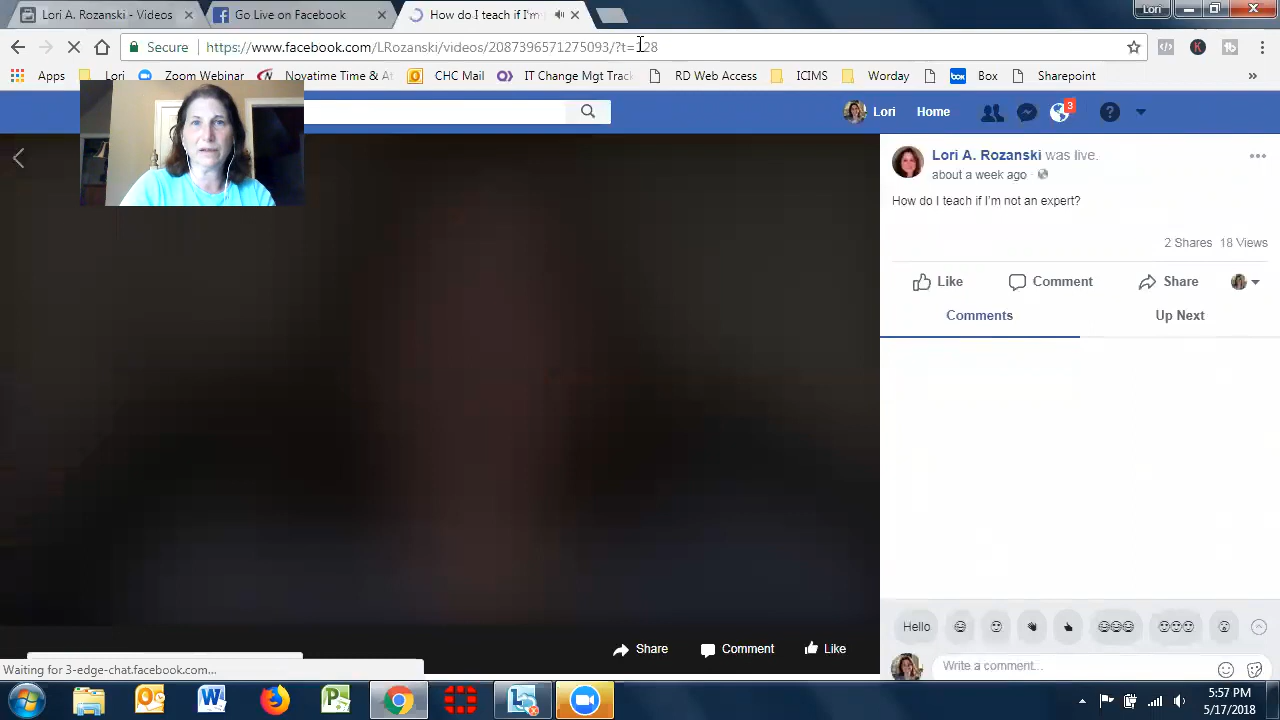 Lori A. Rozanski - Videos
Go Live on Facebook
How do I teach if I'm
Lori
Secure
https://www.facebook.com/LRozanski/videos/2087396571275093/?t=128
Apps
Lori
Zoom Webinar
Novatime Time & At
CHC Mail
IT Change Mgt Track
RD Web Access
ICIMS
Worday
box
Box
Sharepoint
»
Lori
Home
3
Lori A. Rozanski was live.
about a week ago
How do I teach if I'm not an expert?
2 Shares 18 Views
Like
Comment
Share
Comments
Up Next
Hello
Share
Comment
Like
Write a comment...
Waiting for 3-edge-chat.facebook.com...
5:57 PM
5/17/2018